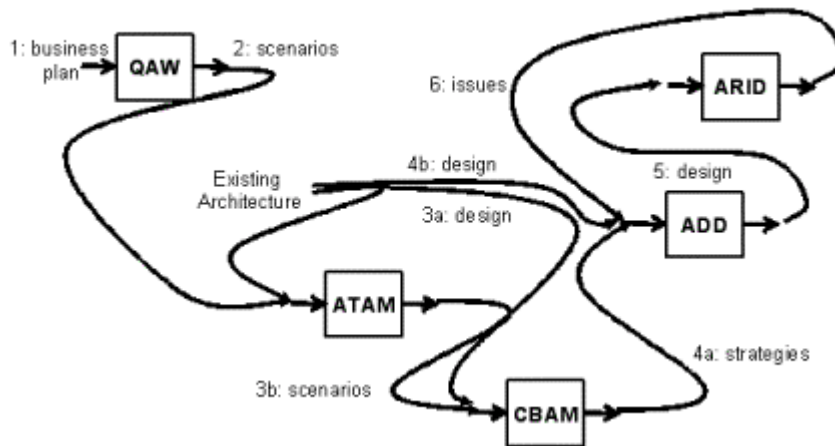 1: business
plan
QAW
2: scenarios
6: issues
ARID
Existing
Architecture
4b: design
3a: design
5: design
ADD
ATAM
3b: scenarios
CBAM
4a: strategies